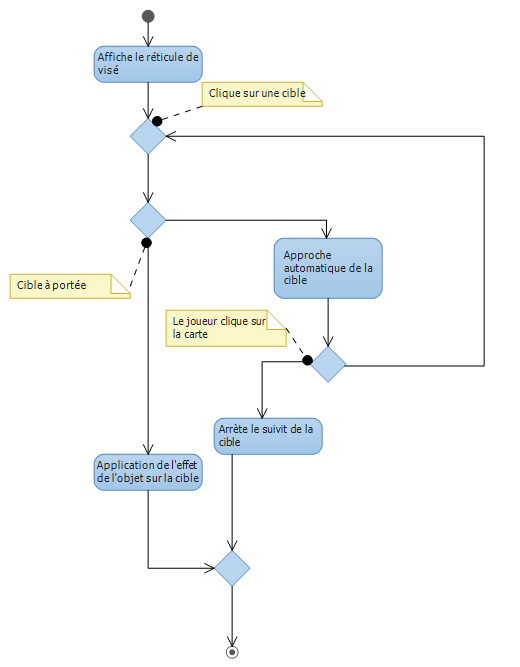 Affiche le réticule de
visé
Clique sur une cible
Approche
automatique de la
cible
Cible à portée
Le joueur clique sur
la carte
Arrête le suivit de la
cible
Application de l'effet
de l'objet sur la cible